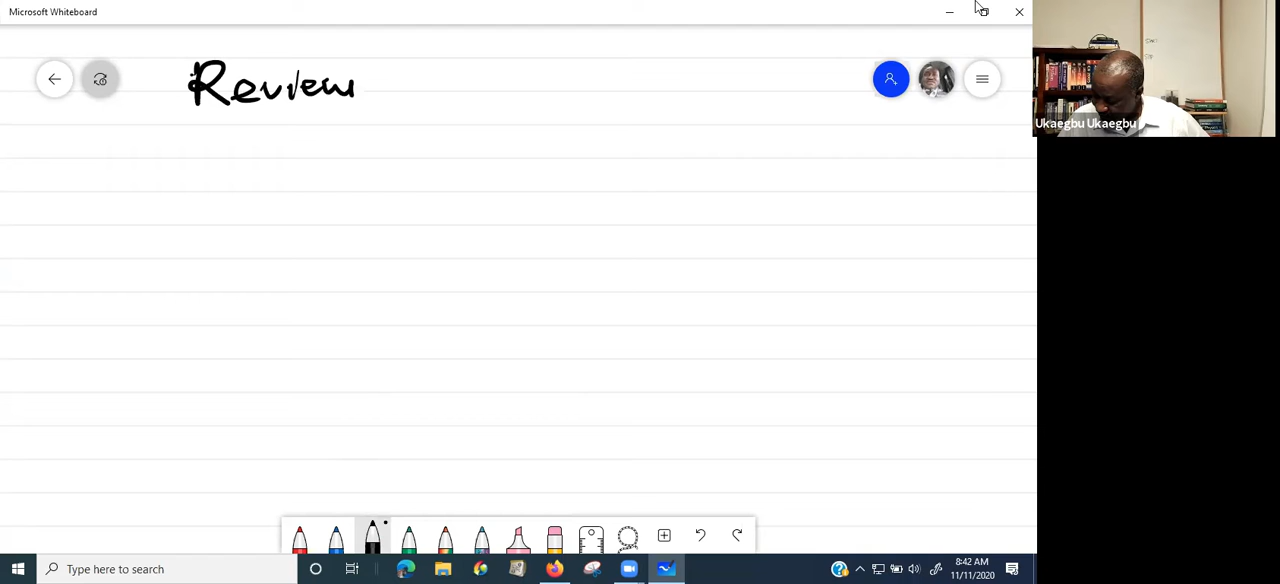 Microsoft Whiteboard
Review
Ukaegbu Ukaegbu
Type here to search
8:42 AM
11/11/2020